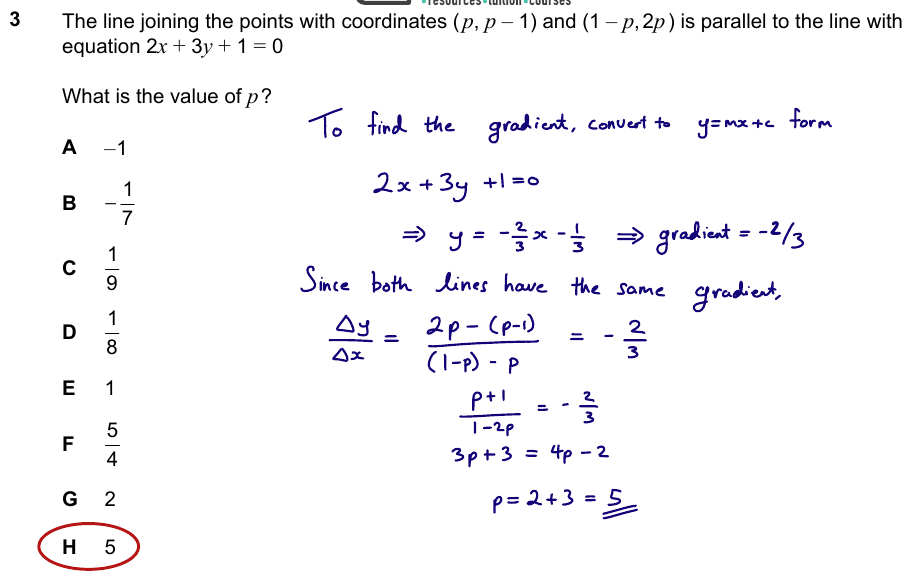 resources•tuition•courses
3 The line joining the points with coordinates (p, p − 1) and (1 − p, 2p) is parallel to the line with
equation 2x + 3y + 1 = 0
What is the value of p?
A −1
B −1/7
C 1/9
D 1/8
E 1
F 5/4
G 2
H 5
To find the gradient, convert to y=mx+c form
2x + 3y + 1 = 0
⇒ y = -2/3 x - 1/3 ⇒ gradient = -2/3
Since both lines have the same gradient,
Δy/Δx = (2p - (p-1))/((1-p) - p) = - 2/3
(p+1)/(1-2p) = - 2/3
3p + 3 = 4p - 2
p = 2 + 3 = 5